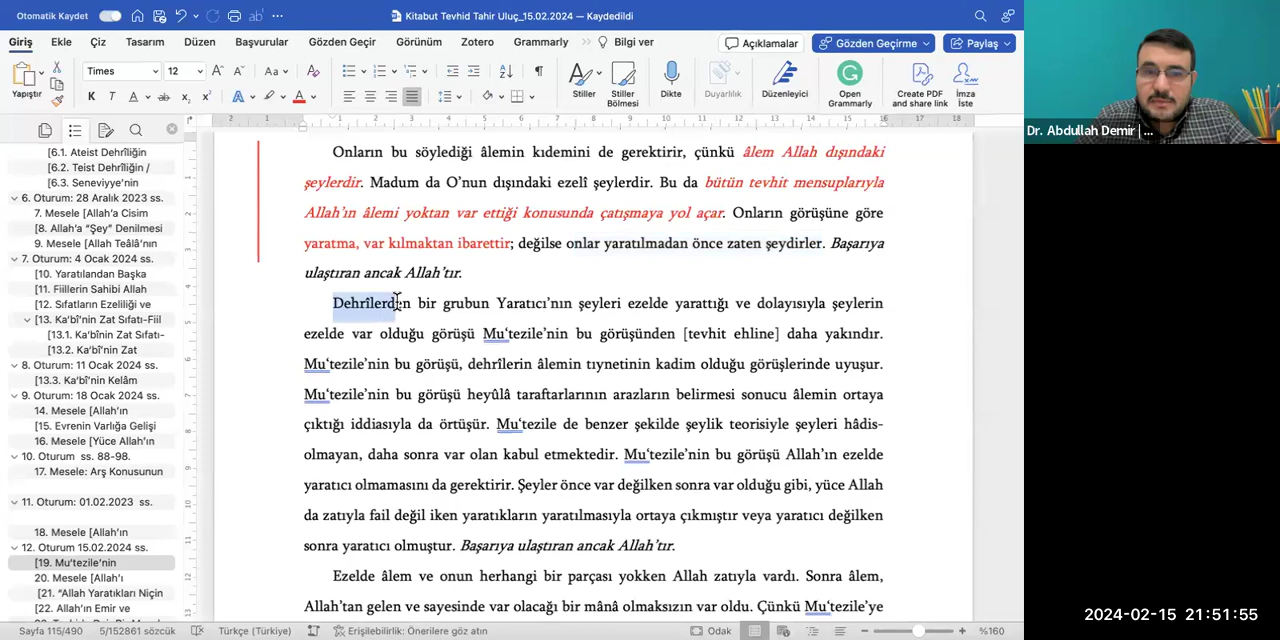 Otomatik Kaydet
Kitabut Tevhid Tahir Uluç_15.02.2024 — Kaydedildi
Giriş Ekle Çiz Tasarım Düzen Başvurular Gözden Geçir Görünüm Zotero Grammarly Bilgi ver
Açıklamalar Gözden Geçirme Paylaş
Yapıştır Times 12 Stiller Stiller Bölmesi Dikte Duyarlılık Düzenleyici Open Grammarly Create PDF and share link İmza İste
Dr. Abdullah Demir | ...
[6.1. Ateist Dehrîliğin
[6.2. Teist Dehrîliğin /
[6.3. Seneviyye’nin
6. Oturum: 28 Aralık 2023 ss.
7. Mesele [Allah’a Cisim
[8. Allah’a “Şey” Denilmesi
9. Mesele [Allah Teâlâ’nın
7. Oturum: 4 Ocak 2024 ss.
[10. Yaratılandan Başka
[11. Fiillerin Sahibi Allah
[12. Sıfatların Ezeliliği ve
[13. Ka‘bî’nin Zat Sıfatı-Fiil
[13.1. Ka‘bînin Zat Sıfatı-
[13.2. Ka‘bî’nin Zat
8. Oturum: 11 Ocak 2024 ss.
[13.3. Ka‘bî’nin Kelâm
9. Oturum: 18 Ocak 2024 ss.
14. Mesele [Allah’ın
[15. Evrenin Varlığa Gelişi
16. Mesele [Yüce Allah’ın
10. Oturum ss. 88-98.
17. Mesele: Arş Konusunun
11. Oturum: 01.02.2023 ss.
18. Mesele [Allah’ın
12. Oturum 15.02.2024 ss.
[19. Mu‘tezile’nin
20. Mesele [Allah’ı
[21. “Allah Yaratıkları Niçin
[22. Allah’ın Emir ve
Onların bu söylediği âlemin kıdemini de gerektirir, çünkü âlem Allah dışındaki
şeylerdir. Madum da O’nun dışındaki ezelî şeylerdir. Bu da bütün tevhit mensuplarıyla
Allah’ın âlemi yoktan var ettiği konusunda çatışmaya yol açar. Onların görüşüne göre
yaratma, var kılmaktan ibarettir; değilse onlar yaratılmadan önce zaten şeydirler. Başarıya
ulaştıran ancak Allah’tır.
Dehrîlerden bir grubun Yaratıcı’nın şeyleri ezelde yarattığı ve dolayısıyla şeylerin
ezelde var olduğu görüşü Mu‘tezile’nin bu görüşünden [tevhit ehline] daha yakındır.
Mu‘tezile’nin bu görüşü, dehrîlerin âlemin tıynetinin kadim olduğu görüşlerinde uyuşur.
Mu‘tezile’nin bu görüşü heyûlâ taraftarlarının arazların belirmesi sonucu âlemin ortaya
çıktığı iddiasıyla da örtüşür. Mu‘tezile de benzer şekilde şeylik teorisiyle şeyleri hâdis-
olmayan, daha sonra var olan kabul etmektedir. Mu‘tezile’nin bu görüşü Allah’ın ezelde
yaratıcı olmamasını da gerektirir. Şeyler önce var değilken sonra var olduğu gibi, yüce Allah
da zatıyla fail değil iken yaratıkların yaratılmasıyla ortaya çıkmıştır veya yaratıcı değilken
sonra yaratıcı olmuştur. Başarıya ulaştıran ancak Allah’tır.
Ezelde âlem ve onun herhangi bir parçası yokken Allah zatıyla vardı. Sonra âlem,
Allah’tan gelen ve sayesinde var olacağı bir mânâ olmaksızın var oldu. Çünkü Mu‘tezile’ye
2024-02-15 21:51:55
Sayfa 115/490 5/152861 sözcük Türkçe (Türkiye) Erişilebilirlik: Önerilere göz atın Odak %160